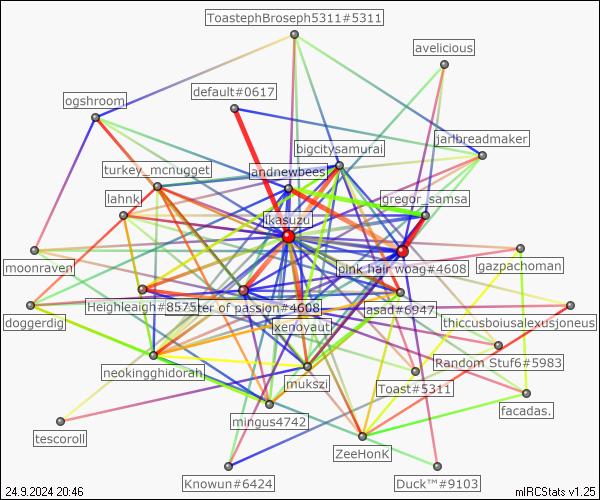 ToastephBroseph5311#5311
avelicious
default#0617
ogshroom
jarlbreadmaker
bigcitysamurai
turkey_mcnugget
andnewbees
lahnk
gregor_samsa
ikasuzu
moonraven
pink hair woag#4608
gazpachoman
Heighleagh#8575
ter of passion#4608
asad#6947
doggerdig
xenoyaut
thiccusboiusalexusjoneus
neokingghidorah
Random Stuf6#5983
mukszi
Toast#5311
facadas.
mingus4742
tescoroll
ZeeHonK
Knowun#6424
Duck™#9103
24.9.2024 20:46
mIRCStats v1.25